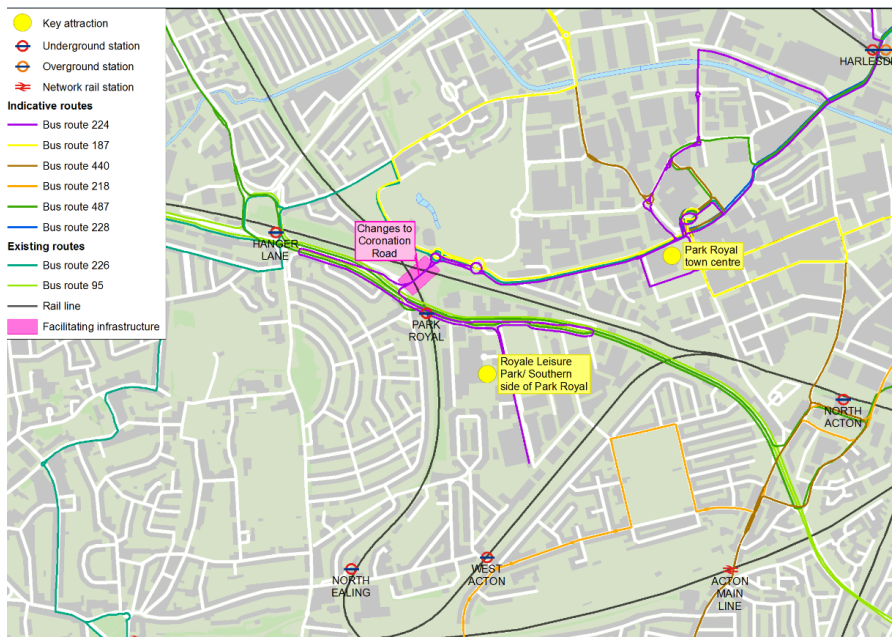 Key attraction
Underground station
Overground station
Network rail station
Indicative routes
Bus route 224
Bus route 187
Bus route 440
Bus route 218
Bus route 487
Bus route 228
Existing routes
Bus route 226
Bus route 95
Rail line
Facilitating infrastructure
HARLESD
Changes to
Coronation
Road
HANGER
LANE
Park Royal
town centre
PARK
ROYAL
Royale Leisure
Park/ Southern
side of Park Royal
NORTH
ACTON
NORTH
EALING
WEST
ACTON
ACTON
MAIN
LINE